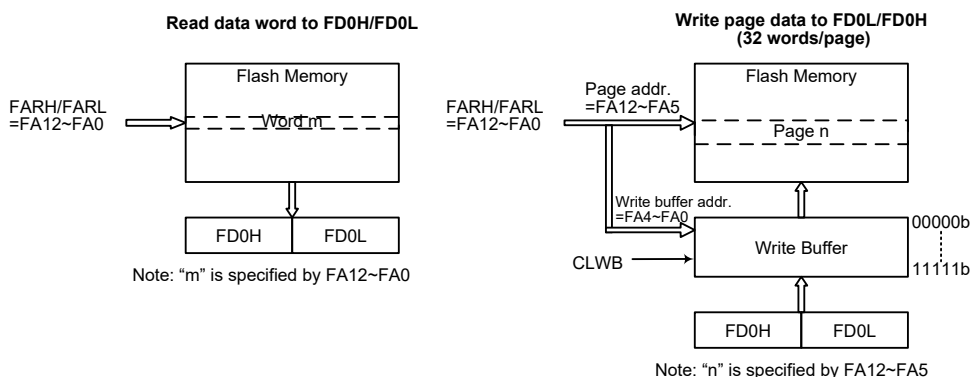 Read data word to FD0H/FD0L
Flash Memory
FARH/FARL
=FA12~FA0
Word m
FD0H
FD0L
Note: “m” is specified by FA12~FA0
Write page data to FD0L/FD0H
(32 words/page)
Flash Memory
FARH/FARL
=FA12~FA0
Page addr.
=FA12~FA5
Page n
Write buffer addr.
=FA4~FA0
Write Buffer
00000b
11111b
CLWB
FD0H
FD0L
Note: “n” is specified by FA12~FA5